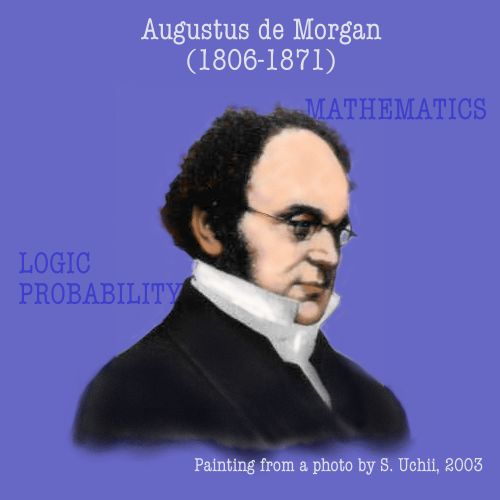 Augustus de Morgan
(1806-1871)
MATHEMATICS
LOGIC
PROBABILITY
Painting from a photo by S. Uchii, 2003